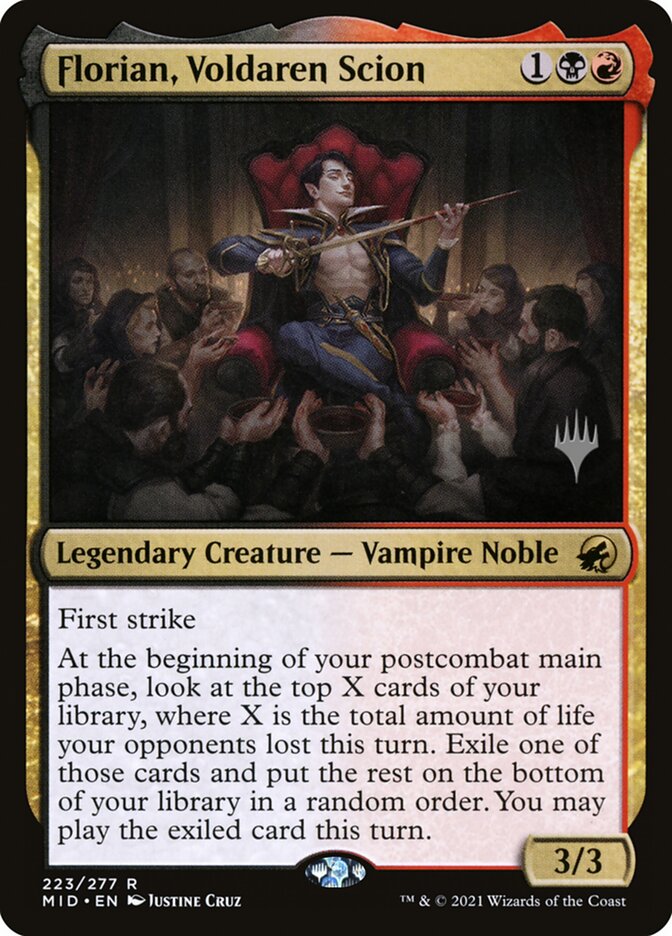 Florian, Voldaren Scion 1
Legendary Creature — Vampire Noble
First strike
At the beginning of your postcombat main
phase, look at the top X cards of your
library, where X is the total amount of life
your opponents lost this turn. Exile one of
those cards and put the rest on the bottom
of your library in a random order. You may
play the exiled card this turn.
3/3
223/277 R
MID • EN Justine Cruz
™ & © 2021 Wizards of the Coast